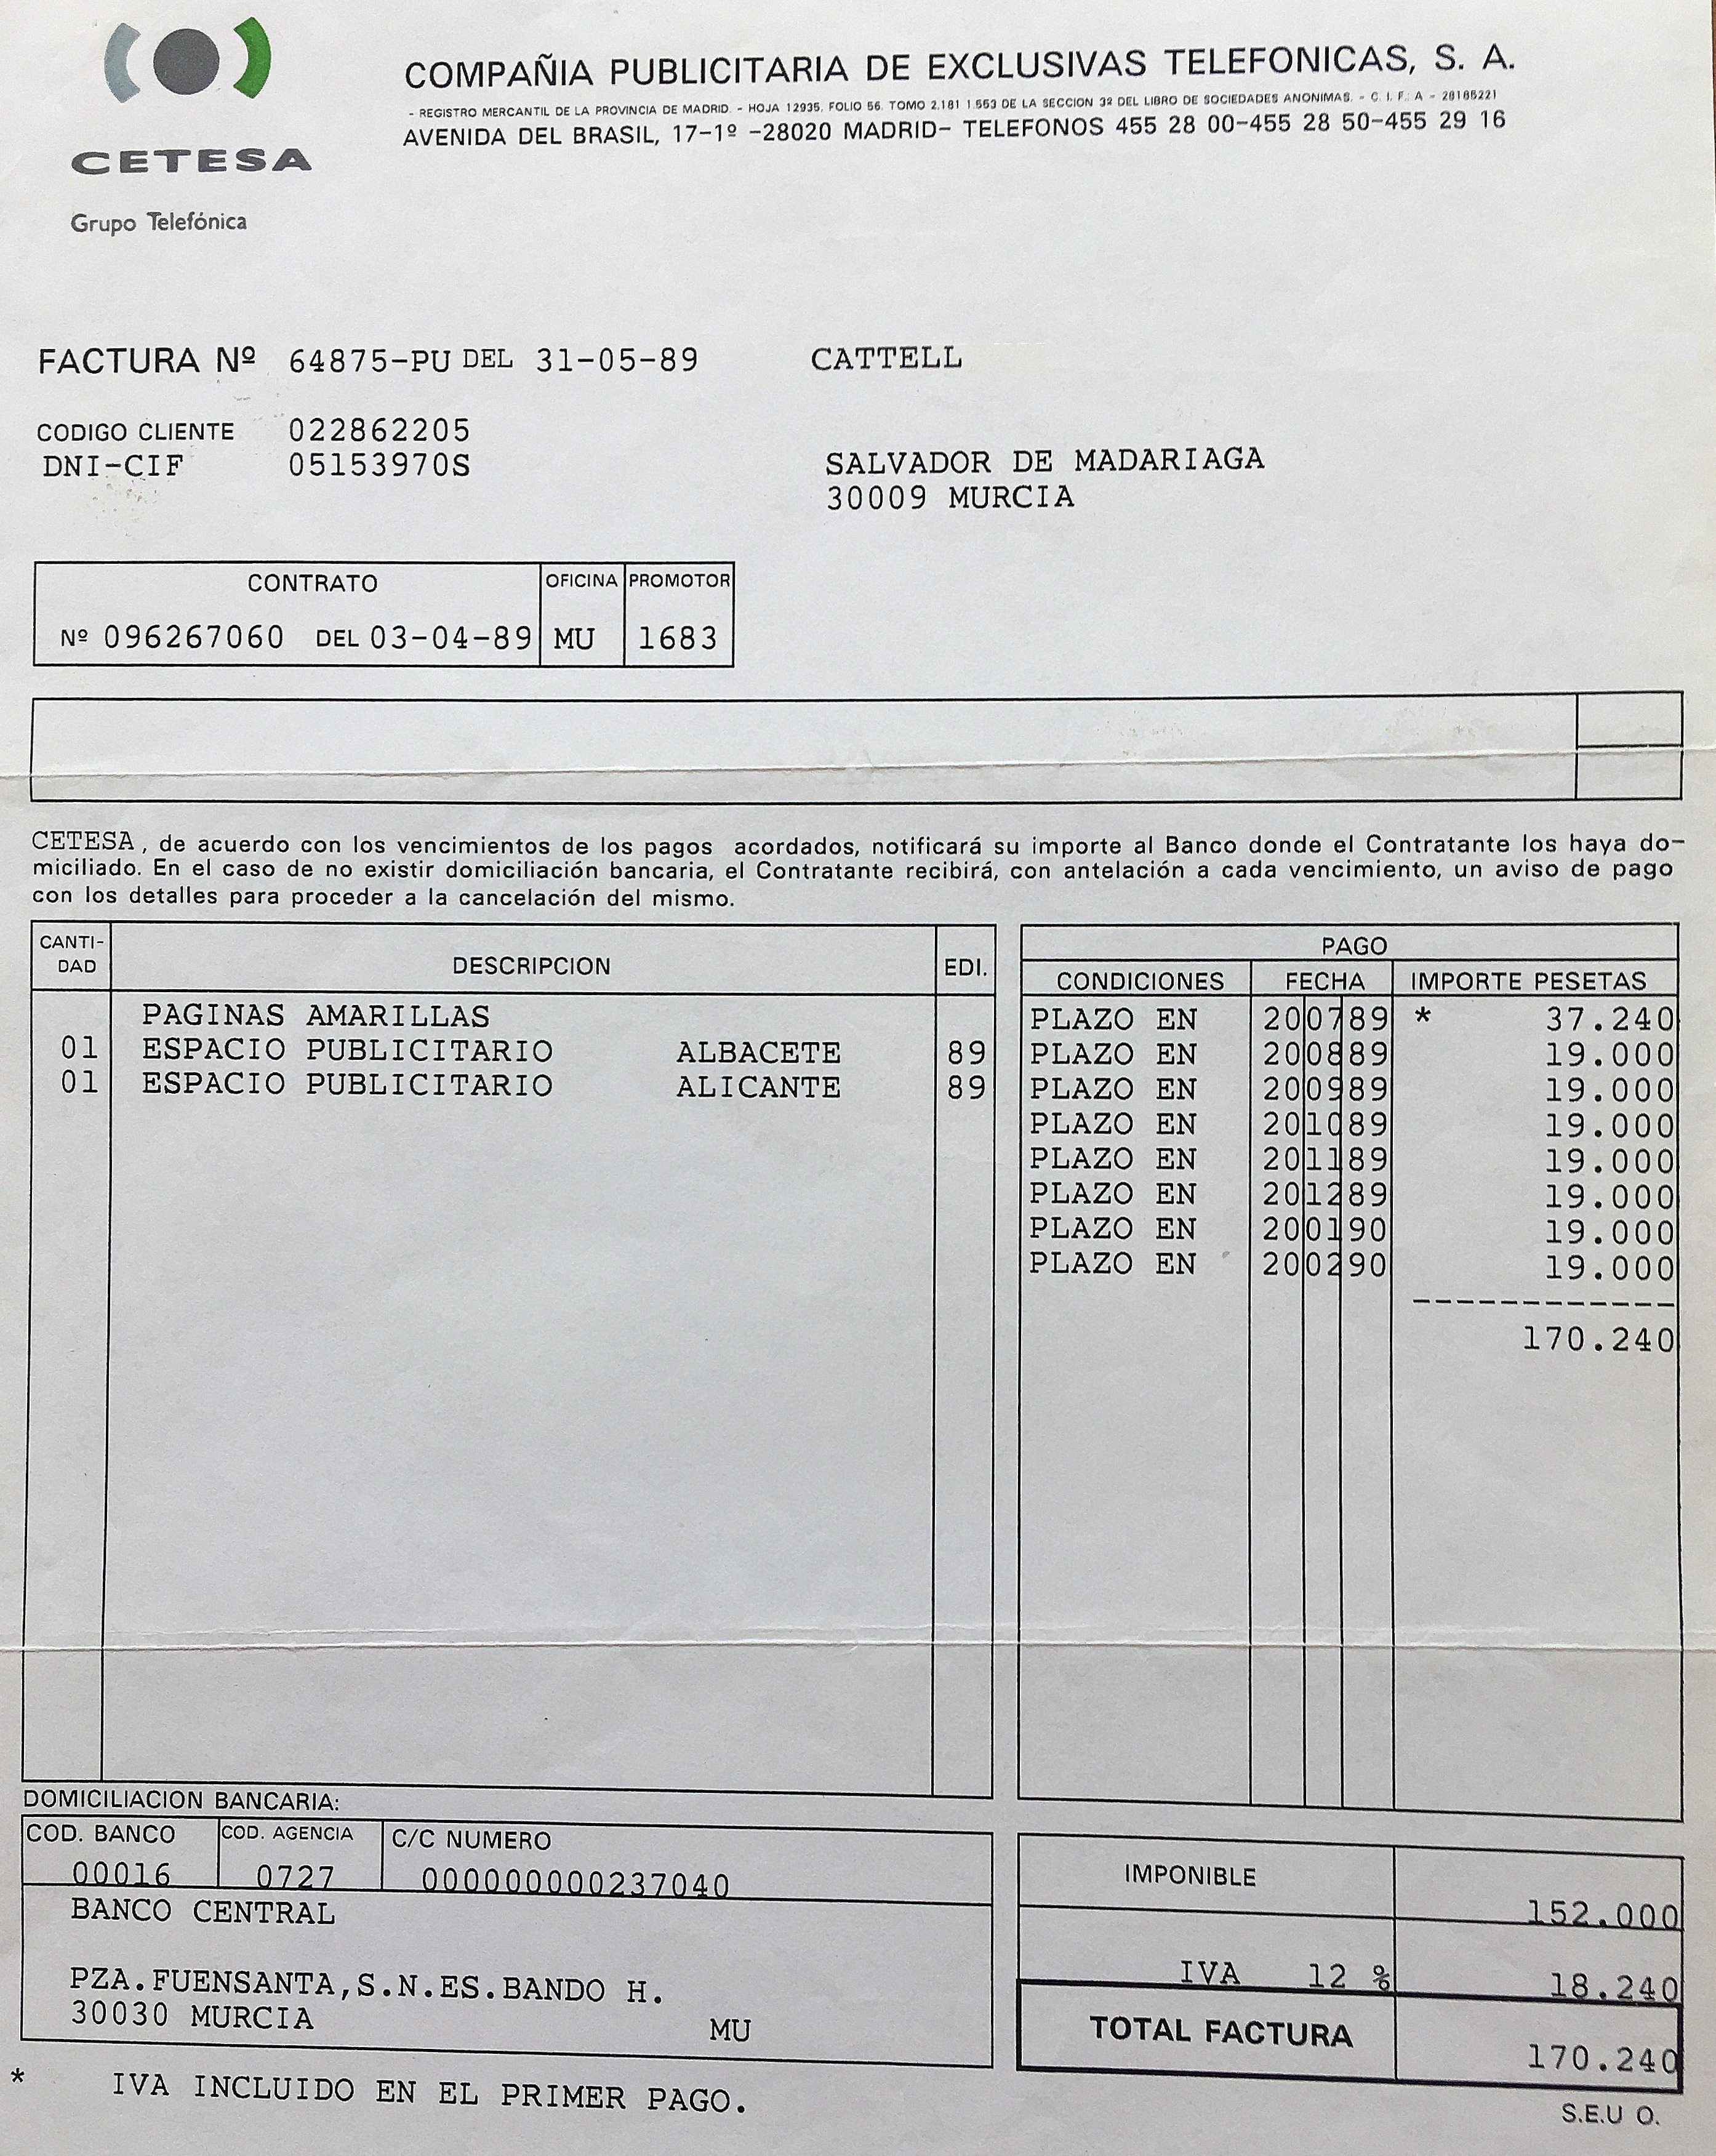 COMPAÑIA PUBLICITARIA DE EXCLUSIVAS TELEFONICAS, S. A.
- REGISTRO MERCANTIL DE LA PROVINCIA DE MADRID. - HOJA 12935. FOLIO 56. TOMO 2.181 1.553 DE LA SECCION 3ª DEL LIBRO DE SOCIEDADES ANONIMAS. - C. I. F.: A - 28185221
AVENIDA DEL BRASIL, 17-1º -28020 MADRID- TELEFONOS 455 28 00-455 28 50-455 29 16
CETESA
Grupo Telefónica
FACTURA Nº 64875-PU DEL 31-05-89
CATTELL
CODIGO CLIENTE 022862205
DNI-CIF 05153970S
SALVADOR DE MADARIAGA
30009 MURCIA
CONTRATO OFICINA PROMOTOR
Nº 096267060 DEL 03-04-89 MU 1683
CETESA, de acuerdo con los vencimientos de los pagos acordados, notificará su importe al Banco donde el Contratante los haya do-
miciliado. En el caso de no existir domiciliación bancaria, el Contratante recibirá, con antelación a cada vencimiento, un aviso de pago
con los detalles para proceder a la cancelación del mismo.
CANTI-
DAD DESCRIPCION EDI.
PAGINAS AMARILLAS
01 ESPACIO PUBLICITARIO ALBACETE 89
01 ESPACIO PUBLICITARIO ALICANTE 89
PAGO
CONDICIONES FECHA IMPORTE PESETAS
PLAZO EN 200789 * 37.240
PLAZO EN 200889 19.000
PLAZO EN 200989 19.000
PLAZO EN 201089 19.000
PLAZO EN 201189 19.000
PLAZO EN 201289 19.000
PLAZO EN 200190 19.000
PLAZO EN 200290 19.000
------------
170.240
DOMICILIACION BANCARIA:
COD. BANCO COD. AGENCIA C/C NUMERO
00016 0727 000000000237040
BANCO CENTRAL
PZA.FUENSANTA,S.N.ES.BANDO H.
30030 MURCIA MU
IMPONIBLE 152.000
IVA 12 % 18.240
TOTAL FACTURA 170.240
* IVA INCLUIDO EN EL PRIMER PAGO.
S.E.U O.